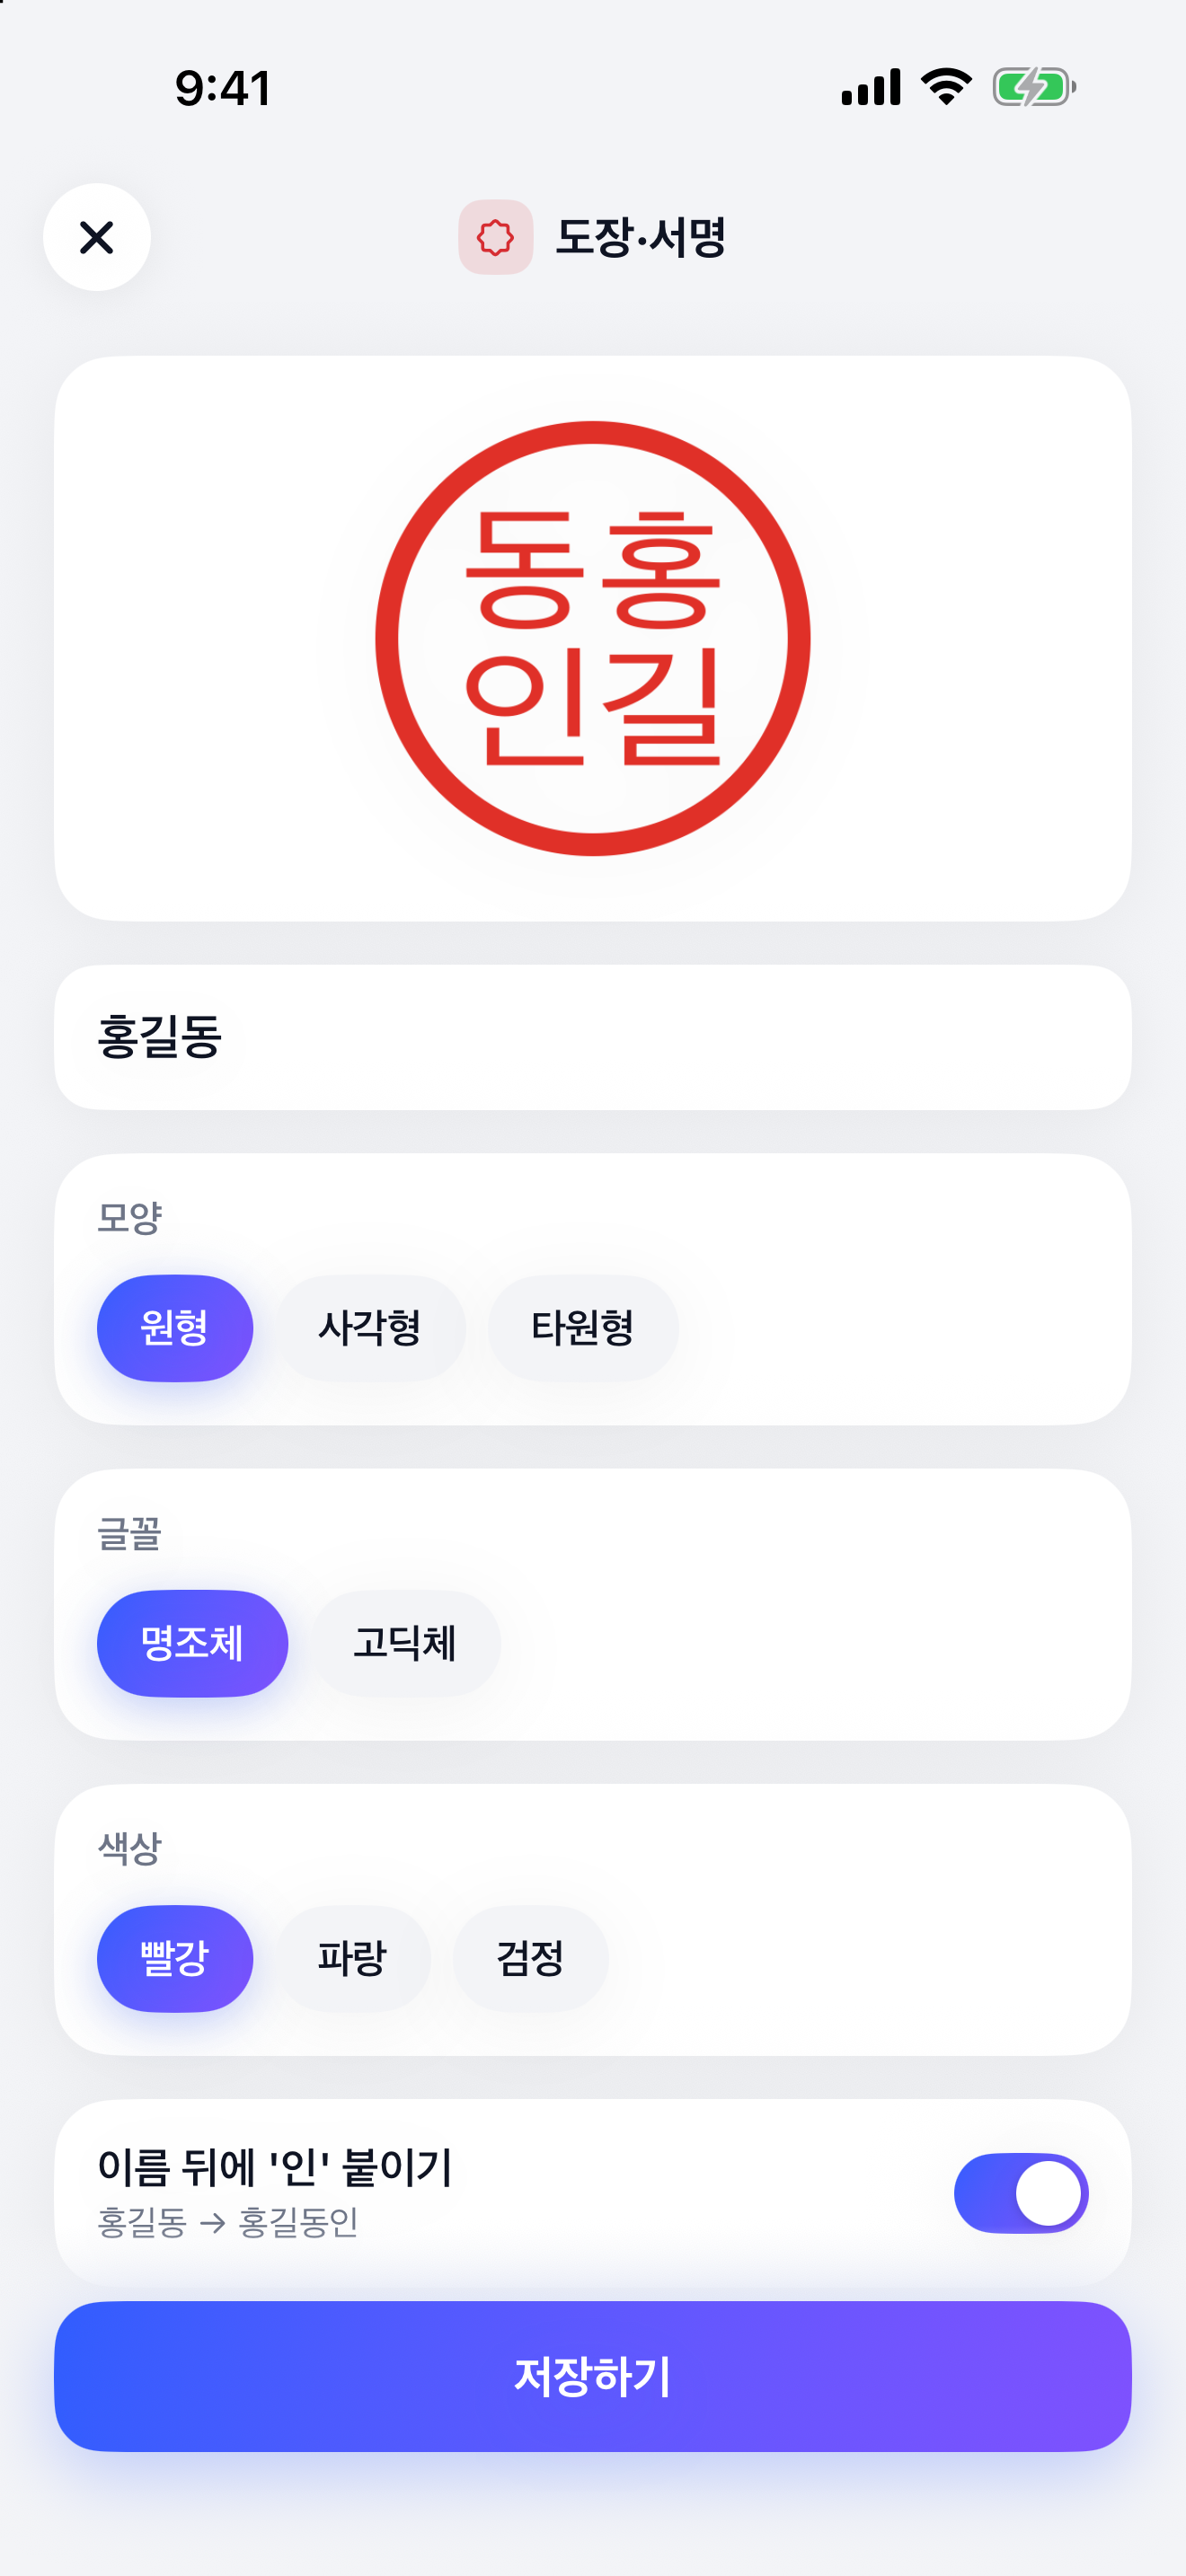 9:41
도장·서명
동홍
인길
홍길동
모양
원형 사각형 타원형
글꼴
명조체 고딕체
색상
빨강 파랑 검정
이름 뒤에 '인' 붙이기
홍길동 → 홍길동인
저장하기